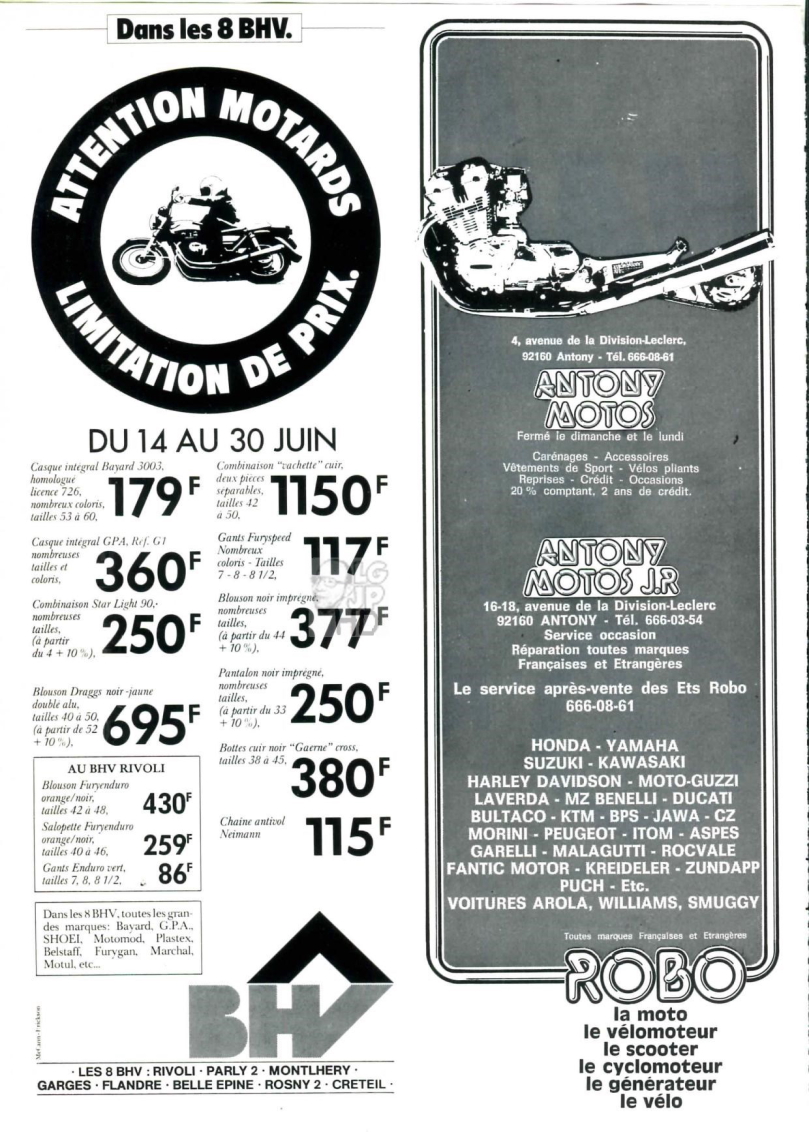 Dans les 8 BHV.
ATTENTION MOTARDS
LIMITATION DE PRIX.
DU 14 AU 30 JUIN
Casque intégral Bayard 3003,
homologué
licence 726,
nombreux coloris,
tailles 53 à 60,
179F
Casque intégral GPA, Réf. G1
nombreuses
tailles et
coloris,
360F
Combinaison Star Light 90,
nombreuses
tailles,
(à partir
du 4 + 10 %),
250F
Blouson Draggs noir-jaune
doublé alu,
tailles 40 à 50,
(à partir de 52
+ 10 %),
695F
AU BHV RIVOLI
Blouson Furyenduro
orange/noir,
tailles 42 à 48,
430F
Salopette Furyenduro
orange/noir,
tailles 40 à 46,
259F
Gants Enduro vert,
tailles 7, 8, 8 1/2,
86F
Dans les 8 BHV, toutes les gran-
des marques: Bayard, G.P.A.,
SHOEI, Motomod, Plastex,
Belstaff, Furygan, Marchal,
Motul, etc...
Combinaison "vachette" cuir,
deux pièces
séparables,
tailles 42
à 50,
1150F
Gants Furyspeed
Nombreux
coloris - Tailles
7 - 8 - 8 1/2,
117F
Blouson noir imprégné,
nombreuses
tailles,
(à partir du 44
+ 10 %),
377F
Pantalon noir imprégné,
nombreuses
tailles,
(à partir du 33
+ 10 %),
250F
Bottes cuir noir "Gaerne" cross,
tailles 38 à 45,
380F
Chaîne antivol
Neimann
115F
McCann-Erickson
BHV
· LES 8 BHV : RIVOLI · PARLY 2 · MONTLHERY ·
GARGES · FLANDRE · BELLE EPINE · ROSNY 2 · CRETEIL ·
4, avenue de la Division-Leclerc,
92160 Antony - Tél. 666-08-61
ANTONY
MOTOS
Fermé le dimanche et le lundi
Carénages - Accessoires
Vêtements de Sport - Vélos pliants
Reprises - Crédit - Occasions
20 % comptant, 2 ans de crédit.
ANTONY
MOTOS J.R
16-18, avenue de la Division-Leclerc
92160 ANTONY - Tél. 666-03-54
Service occasion
Réparation toutes marques
Françaises et Etrangères
Le service après-vente des Ets Robo
666-08-61
HONDA - YAMAHA
SUZUKI - KAWASAKI
HARLEY DAVIDSON - MOTO-GUZZI
LAVERDA - MZ BENELLI - DUCATI
BULTACO - KTM - BPS - JAWA - CZ
MORINI - PEUGEOT - ITOM - ASPES
GARELLI - MALAGUTTI - ROCVALE
FANTIC MOTOR - KREIDELER - ZUNDAPP
PUCH - Etc.
VOITURES AROLA, WILLIAMS, SMUGGY
Toutes marques Françaises et Etrangères
ROBO
la moto
le vélomoteur
le scooter
le cyclomoteur
le générateur
le vélo